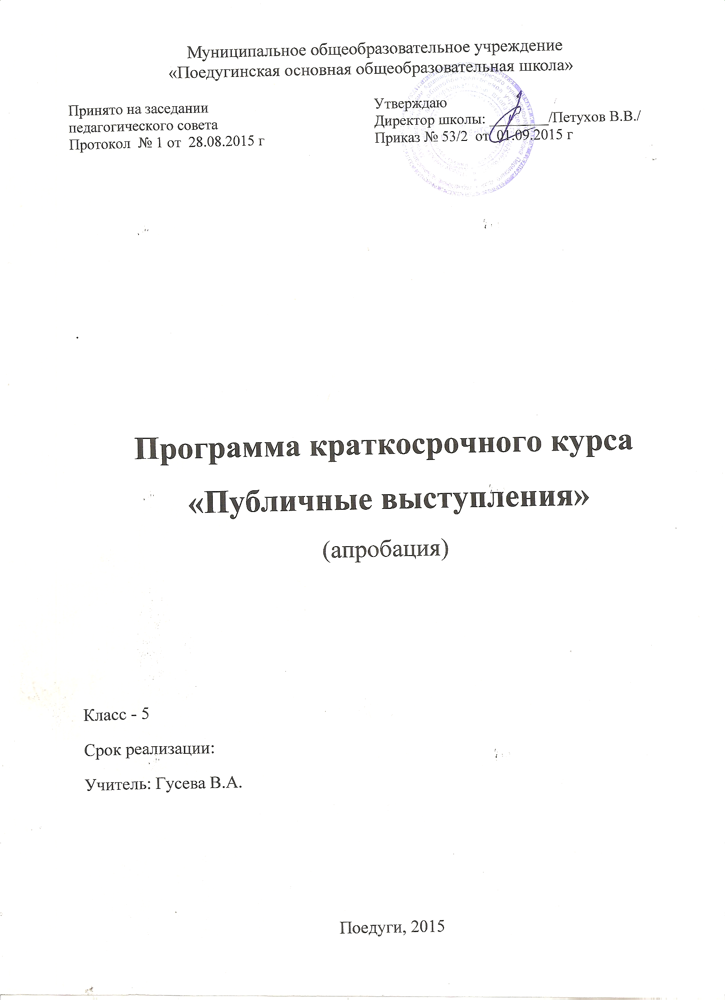 Муниципальное общеобразовательное учреждение
«Поедугинская основная общеобразовательная школа»
Принято на заседании
педагогического совета
Протокол № 1 от 28.08.2015 г
Утверждаю
Директор школы: ________/Петухов В.В./
Приказ № 53/2 от 01.09.2015 г
Программа краткосрочного курса
«Публичные выступления»
(апробация)
Класс - 5
Срок реализации:
Учитель: Гусева В.А.
Поедуги, 2015